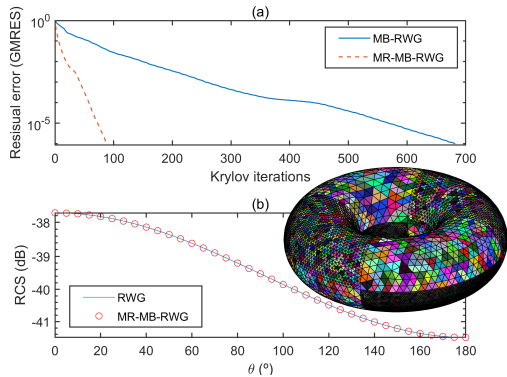 (a)
Resisual error (GMRES)
10^0
10^-5
MB-RWG
MR-MB-RWG
0 100 200 300 400 500 600 700
Krylov iterations
(b)
RCS (dB)
-38
-39
-40
-41
RWG
MR-MB-RWG
0 20 40 60 80 100 120 140 160 180
θ (º)